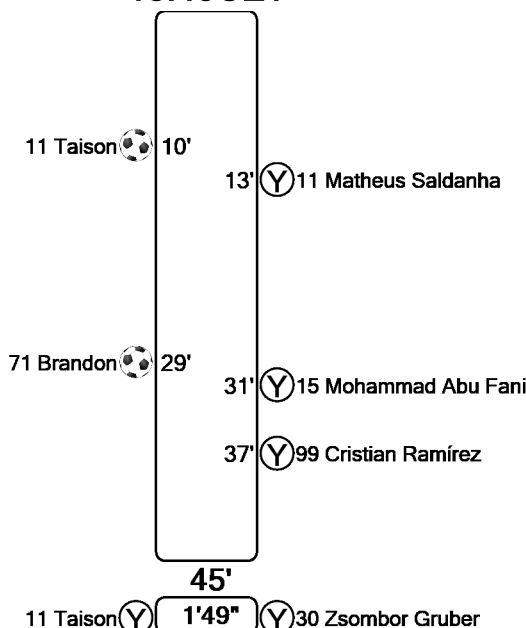 11 Taison 10'
13' Y 11 Matheus Saldanha
71 Brandon 29'
31' Y 15 Mohammad Abu Fani
37' Y 99 Cristian Ramírez
45'
11 Taison Y 1'49" Y 30 Zsombor Gruber